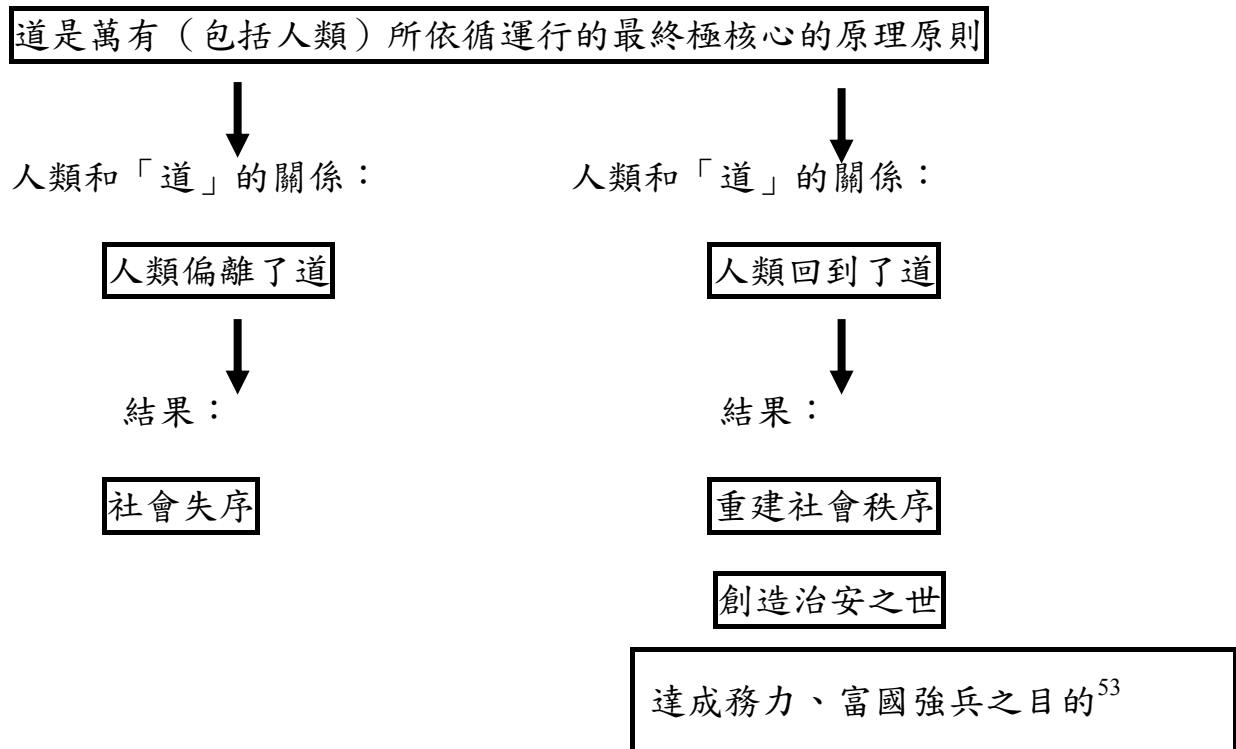 道是萬有（包括人類）所依循運行的最終極核心的原理原則
人類和「道」的關係：
人類偏離了道
結果：
社會失序
人類和「道」的關係：
人類回到了道
結果：
重建社會秩序
創造治安之世
達成務力、富國強兵之目的53